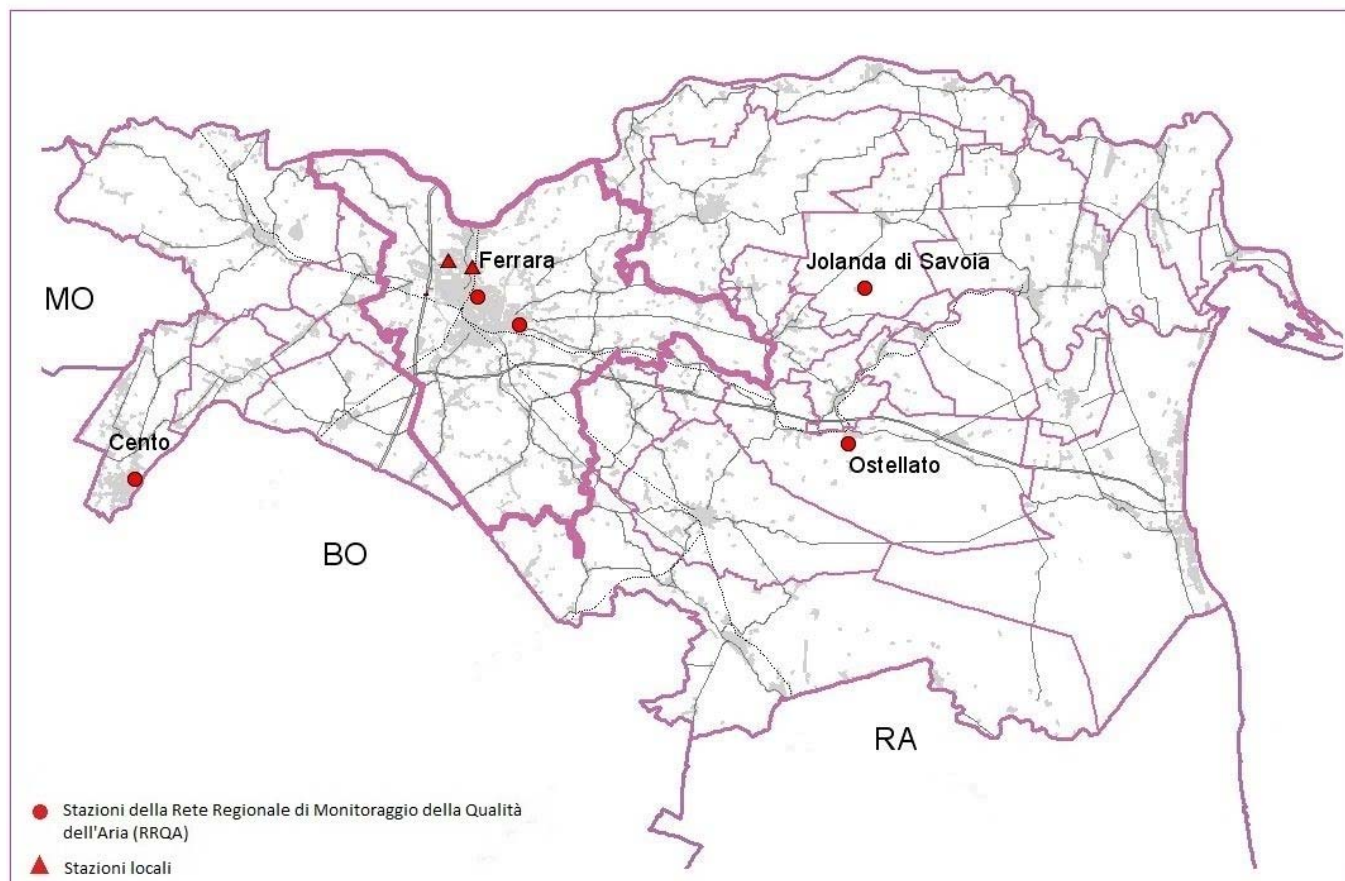 Ferrara
Jolanda di Savoia
MO
Cento
Ostellato
BO
RA
Stazioni della Rete Regionale di Monitoraggio della Qualità
dell'Aria (RRQA)
Stazioni locali